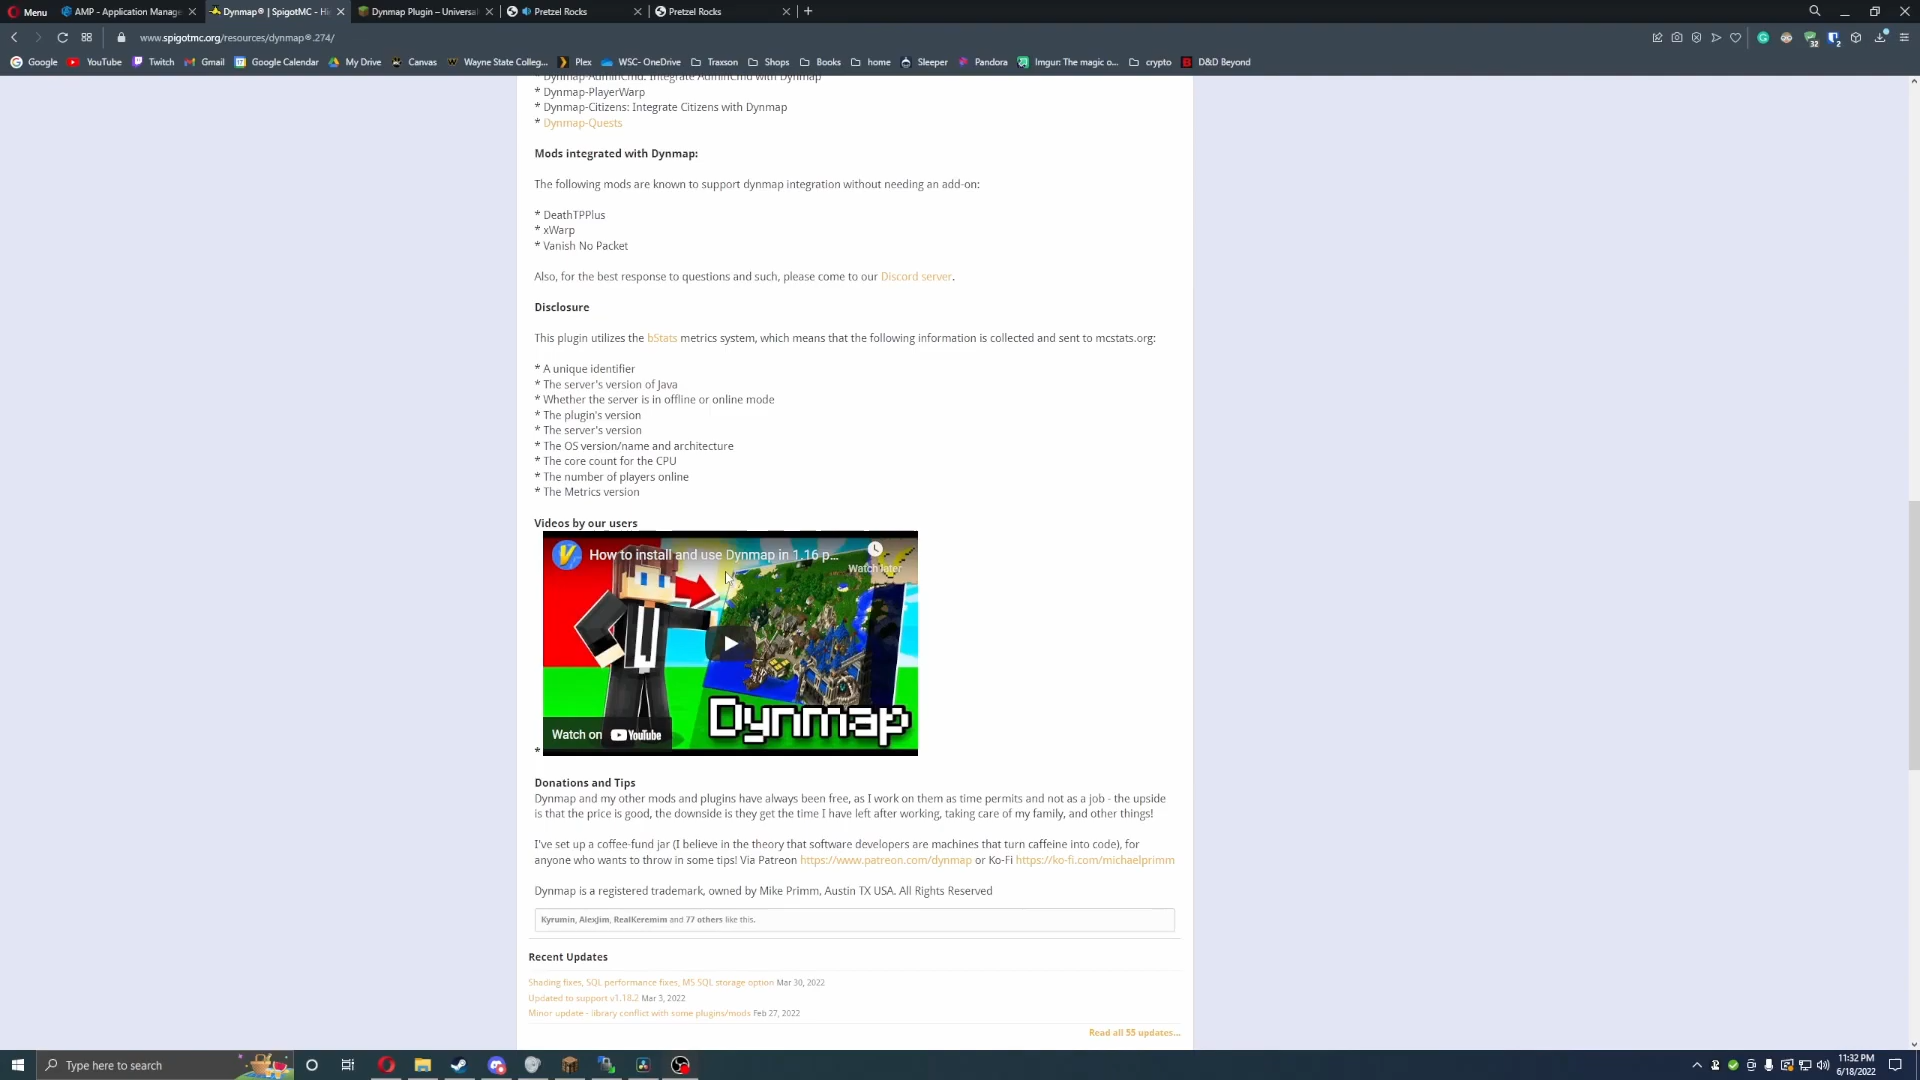 Menu
AMP - Application Manage
Dynmap® | SpigotMC - Hi
Dynmap Plugin – Universa
Pretzel Rocks
Pretzel Rocks
www.spigotmc.org/resources/dynmap®.274/
32
2
Google
YouTube
Twitch
Gmail
Google Calendar
My Drive
Canvas
Wayne State Colleg...
Plex
WSC- OneDrive
Traxson
Shops
Books
home
Sleeper
Pandora
Imgur: The magic o...
crypto
D&D Beyond
* Dynmap-AdminCmd: Integrate AdminCmd with Dynmap
* Dynmap-PlayerWarp
* Dynmap-Citizens: Integrate Citizens with Dynmap
* Dynmap-Quests
Mods integrated with Dynmap:
The following mods are known to support dynmap integration without needing an add-on:
* DeathTPPlus
* xWarp
* Vanish No Packet
Also, for the best response to questions and such, please come to our Discord server.
Disclosure
This plugin utilizes the bStats metrics system, which means that the following information is collected and sent to mcstats.org:
* A unique identifier
* The server's version of Java
* Whether the server is in offline or online mode
* The plugin's version
* The server's version
* The OS version/name and architecture
* The core count for the CPU
* The number of players online
* The Metrics version
Videos by our users
How to install and use Dynmap in 1.16 p...
Watch later
Dynmap
Watch on YouTube
*
Donations and Tips
Dynmap and my other mods and plugins have always been free, as I work on them as time permits and not as a job - the upside
is that the price is good, the downside is they get the time I have left after working, taking care of my family, and other things!
I've set up a coffee-fund jar (I believe in the theory that software developers are machines that turn caffeine into code), for
anyone who wants to throw in some tips! Via Patreon https://www.patreon.com/dynmap or Ko-Fi https://ko-fi.com/michaelprimm
Dynmap is a registered trademark, owned by Mike Primm, Austin TX USA. All Rights Reserved
Kyrumin, AlexJim, RealKeremim and 77 others like this.
Recent Updates
Shading fixes, SQL performance fixes, MS SQL storage option Mar 30, 2022
Updated to support v1.18.2 Mar 3, 2022
Minor update - library conflict with some plugins/mods Feb 27, 2022
Read all 55 updates...
Type here to search
11:32 PM
6/18/2022